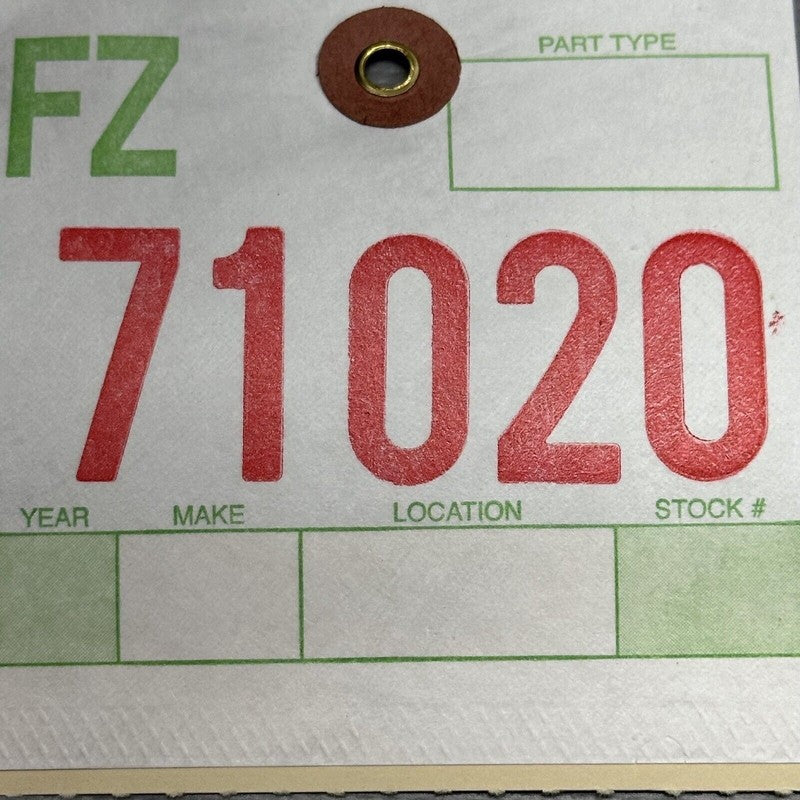 FZ
PART TYPE
71020
YEAR MAKE LOCATION STOCK #